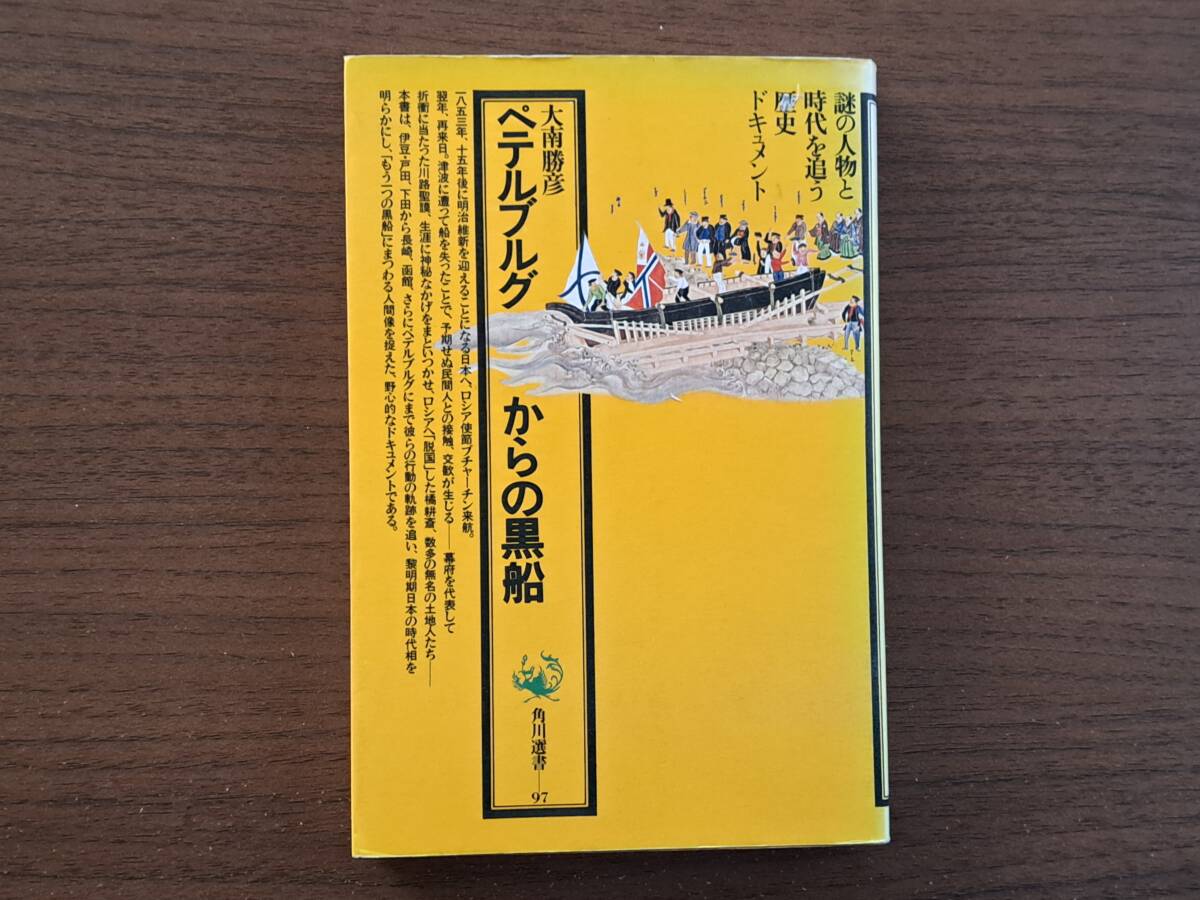 謎の人物と
時代を追う
歴史
ドキュメント
大南勝彦
ペテルブルグからの黒船
角川選書—97
一八五三年、十五年後に明治維新を迎えることになる日本へ、ロシア使節プチャーチン来航。
翌年、再来日。津波に遭って船を失ったことで、予期せぬ民間人との接触、交歓が生じる——幕府を代表して
折衝に当たった川路聖謨、生涯に神秘なかげをまといつかせ、ロシアへ「脱国」した橘耕斎、数多の無名の土地人たち——
本書は、伊豆・戸田、下田から長崎、函館、さらにペテルブルグにまで彼らの行動の軌跡を追い、黎明期日本の時代相を
明らかにし、「もう一つの黒船」にまつわる人間像を捉えた、野心的なドキュメントである。